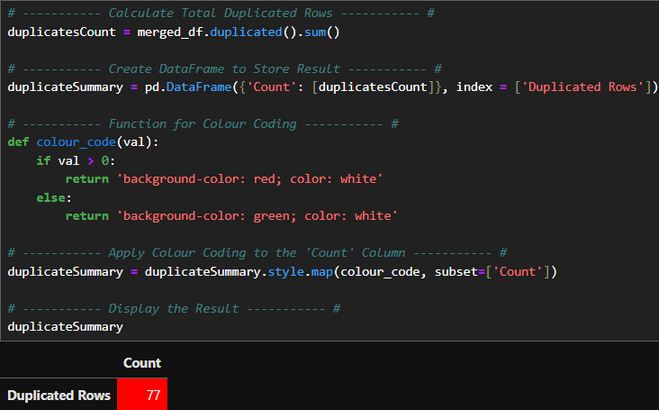 # ----------- Calculate Total Duplicated Rows ----------- #
duplicatesCount = merged_df.duplicated().sum()
# ----------- Create DataFrame to Store Result ----------- #
duplicateSummary = pd.DataFrame({'Count': [duplicatesCount]}, index = ['Duplicated Rows'])
# ----------- Function for Colour Coding ----------- #
def colour_code(val):
    if val > 0:
        return 'background-color: red; color: white'
    else:
        return 'background-color: green; color: white'
# ----------- Apply Colour Coding to the 'Count' Column ----------- #
duplicateSummary = duplicateSummary.style.map(colour_code, subset=['Count'])
# ----------- Display the Result ----------- #
duplicateSummary
Count
Duplicated Rows 77